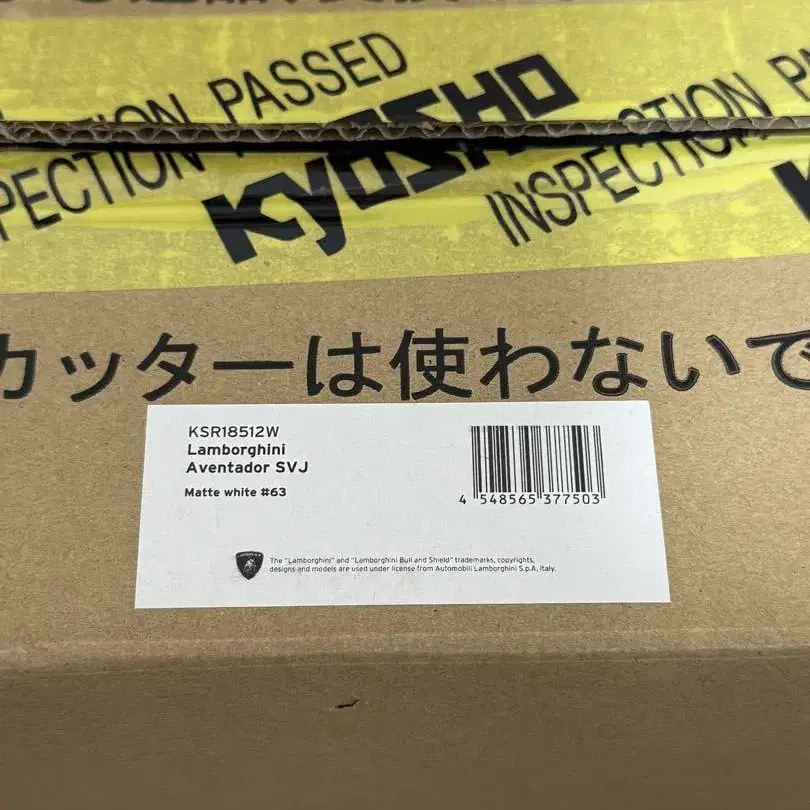 INSPECTION PASSED
KYOSHO
INSPECTION PASSED
カッターは使わないで
KSR18512W
Lamborghini
Aventador SVJ
Matte white #63
4 548565 377503
The "Lamborghini" and "Lamborghini Bull and Shield" trademarks, copyrights,
designs and models are used under license from Automobili Lamborghini S.p.A, Italy.